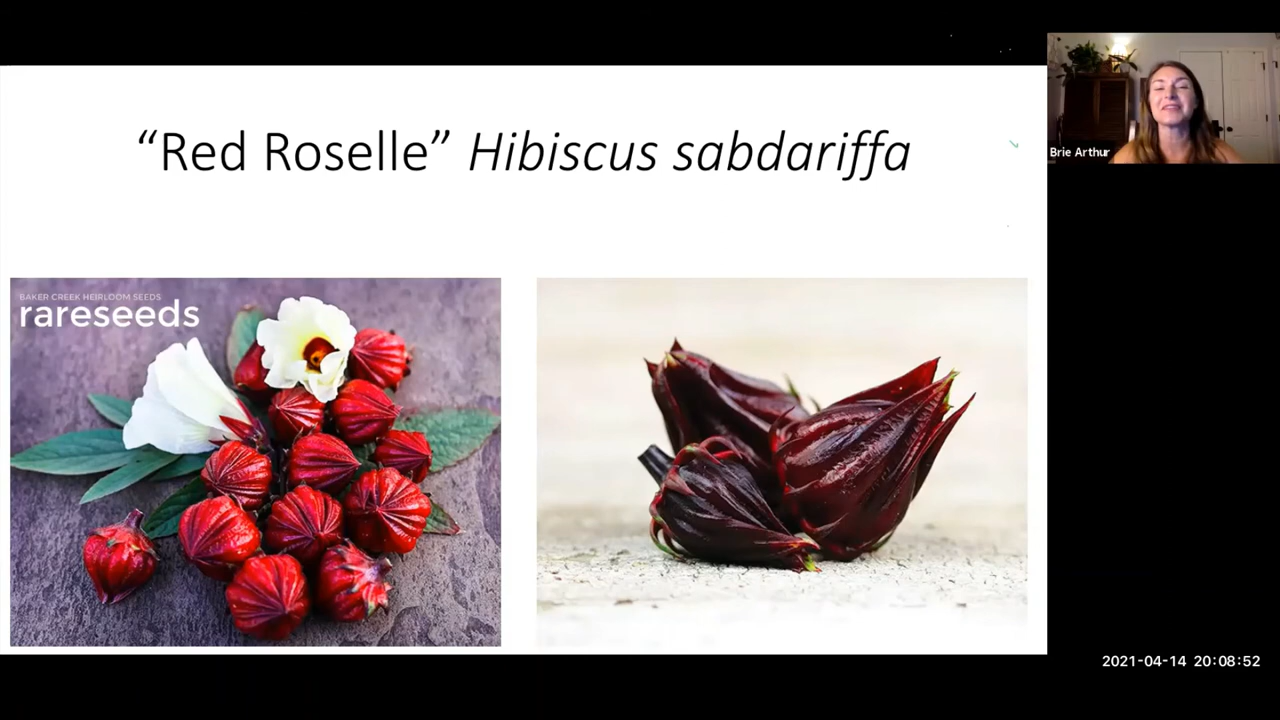 “Red Roselle” Hibiscus sabdariffa
Brie Arthur
BAKER CREEK HEIRLOOM SEEDS
rareseeds
2021-04-14 20:08:52